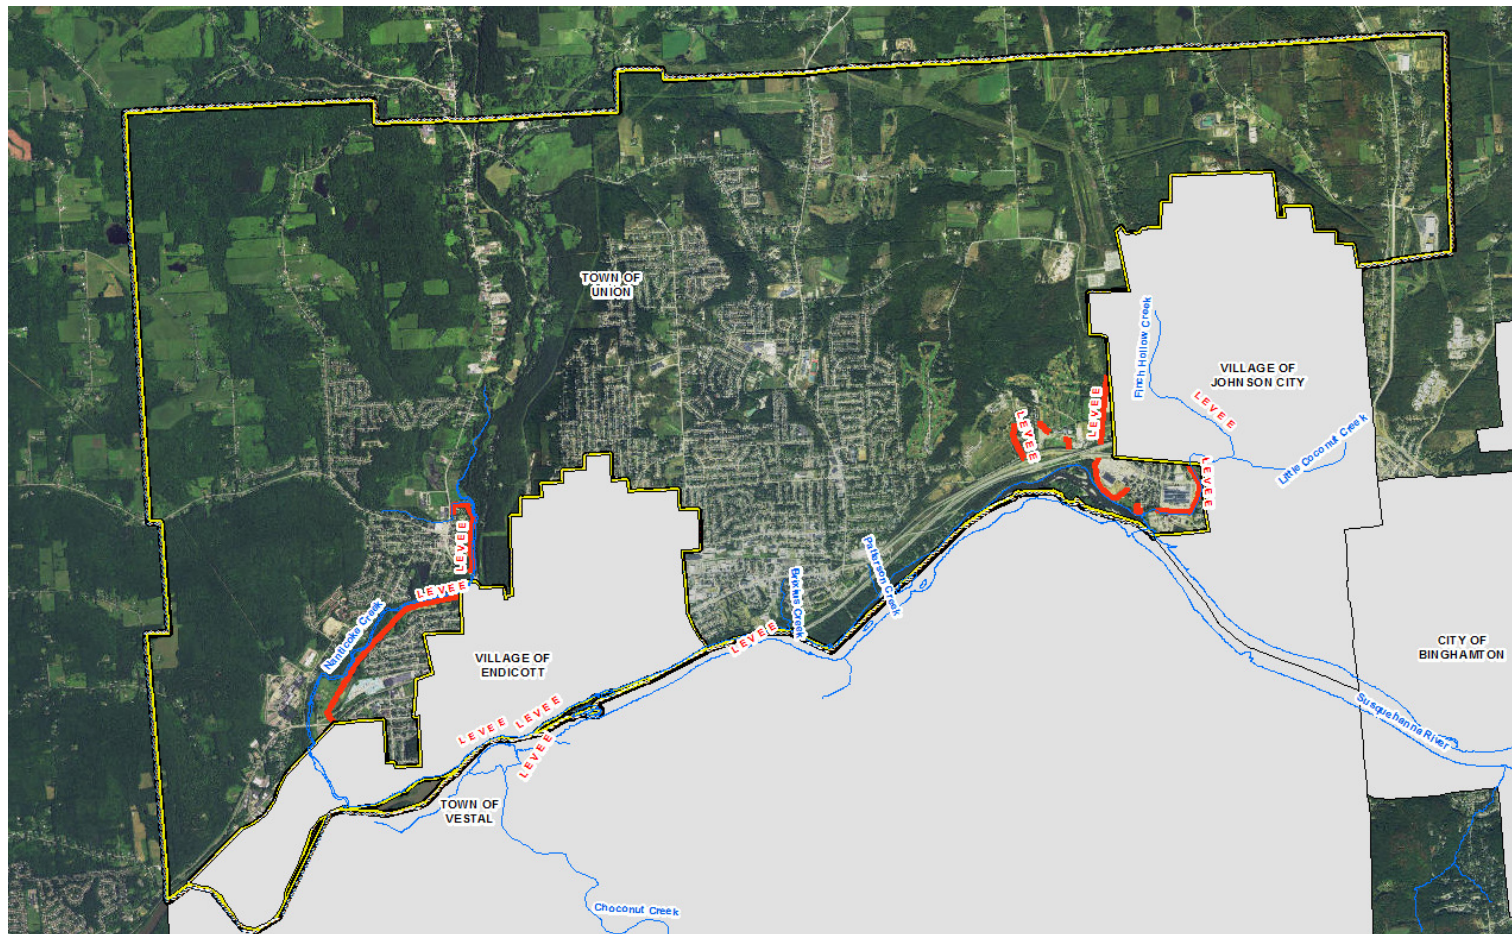 TOWN OF
UNION
Finch Hollow Creek
VILLAGE OF
JOHNSON CITY
LEVEE
LEVEE
LEVEE
Little Coconut Creek
LEVEE
LEVEE
LEVEE
Nanticoke Creek
Patterson Creek
Brixius Creek
LEVEE
VILLAGE OF
ENDICOTT
CITY OF
BINGHAMTON
LEVEE
LEVEE
LEVEE
Susquehanna River
TOWN OF
VESTAL
Choconut Creek